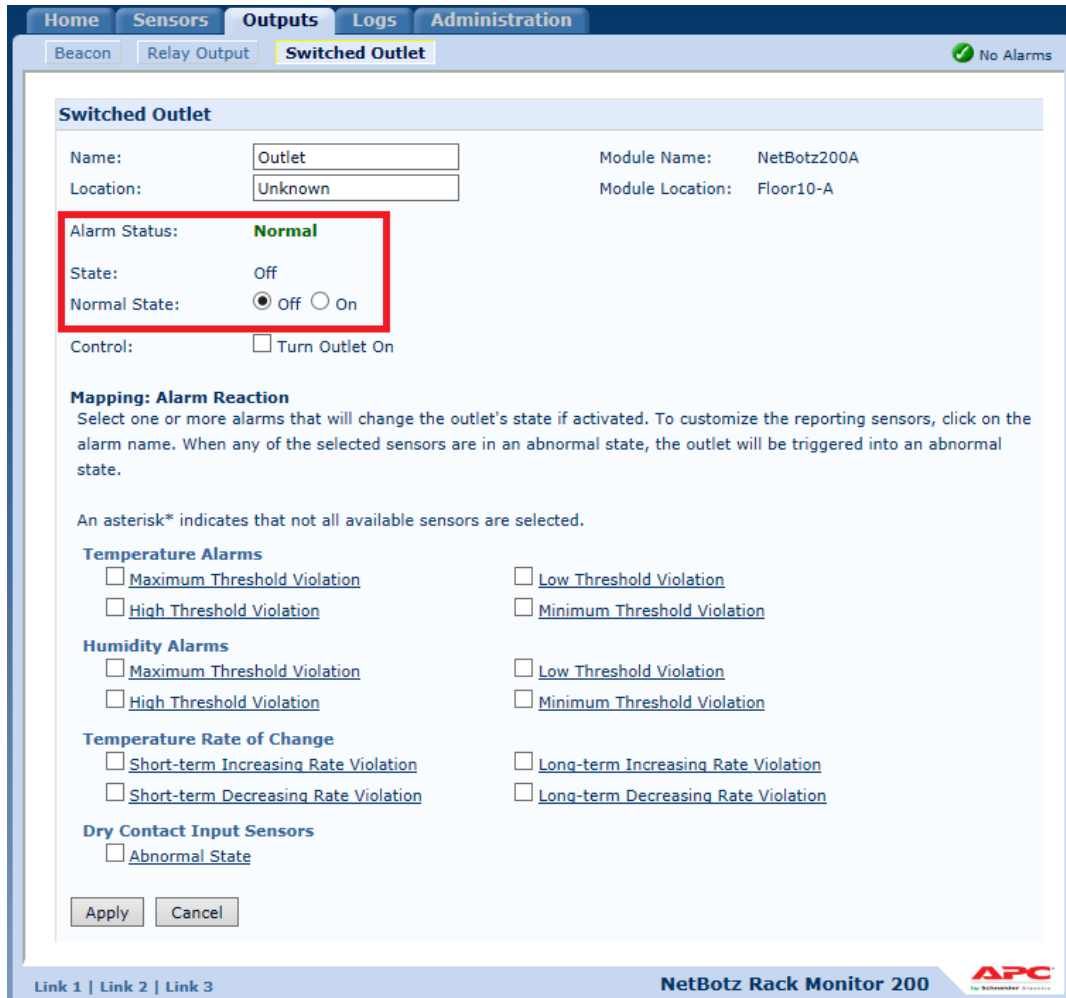 Home Sensors Outputs Logs Administration
Beacon Relay Output Switched Outlet No Alarms
Switched Outlet
Name: Outlet Module Name: NetBotz200A
Location: Unknown Module Location: Floor10-A
Alarm Status: Normal
State: Off
Normal State: Off On
Control: Turn Outlet On
Mapping: Alarm Reaction
Select one or more alarms that will change the outlet's state if activated. To customize the reporting sensors, click on the
alarm name. When any of the selected sensors are in an abnormal state, the outlet will be triggered into an abnormal
state.
An asterisk* indicates that not all available sensors are selected.
Temperature Alarms
Maximum Threshold Violation Low Threshold Violation
High Threshold Violation Minimum Threshold Violation
Humidity Alarms
Maximum Threshold Violation Low Threshold Violation
High Threshold Violation Minimum Threshold Violation
Temperature Rate of Change
Short-term Increasing Rate Violation Long-term Increasing Rate Violation
Short-term Decreasing Rate Violation Long-term Decreasing Rate Violation
Dry Contact Input Sensors
Abnormal State
Apply Cancel
Link 1 | Link 2 | Link 3 NetBotz Rack Monitor 200 APC
by Schneider Electric